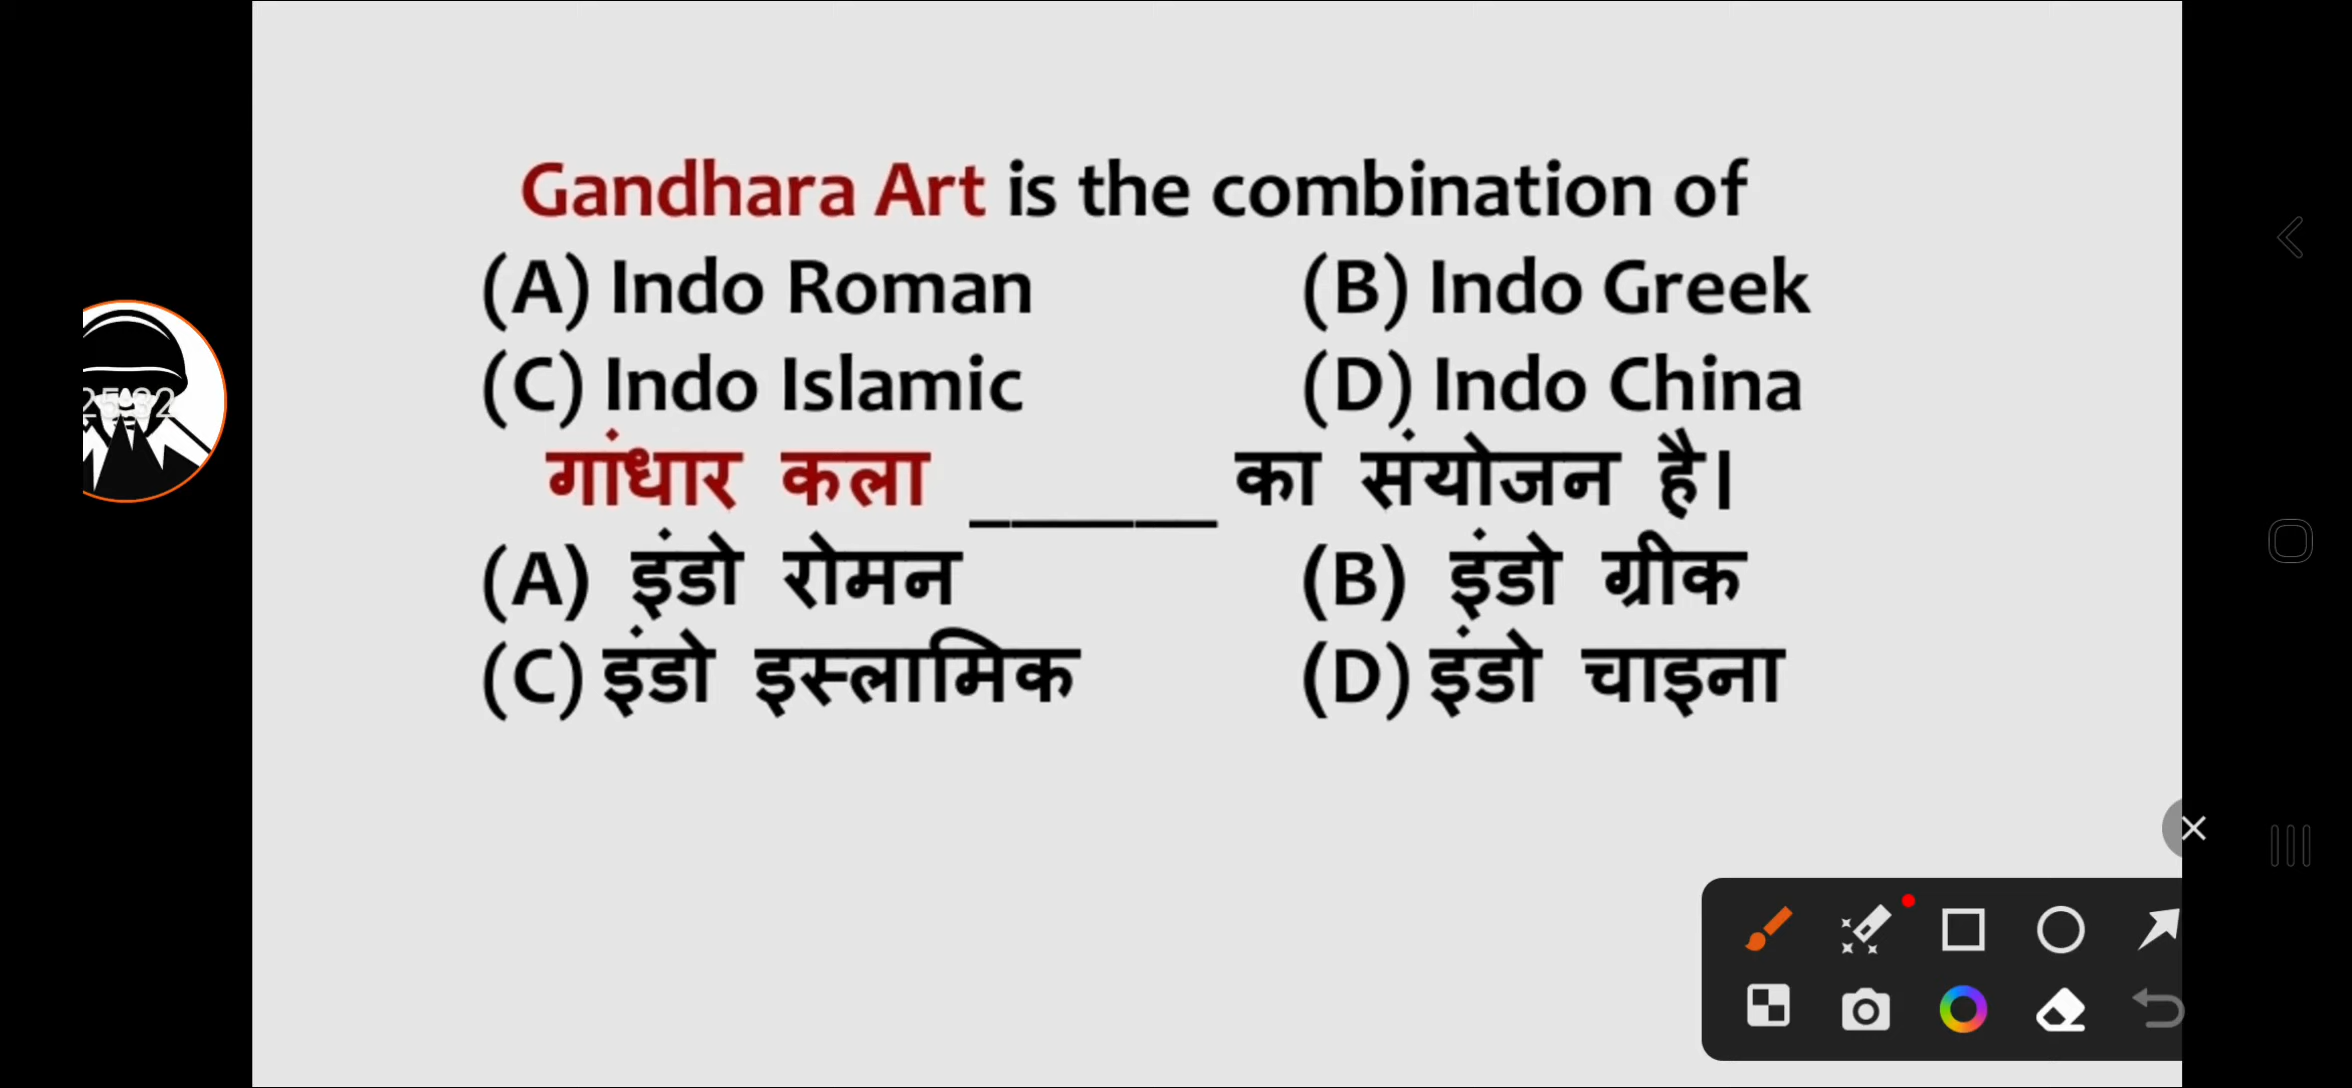 Gandhara Art is the combination of
(A) Indo Roman (B) Indo Greek
(C) Indo Islamic (D) Indo China
गांधार कला ______ का संयोजन है।
(A) इंडो रोमन (B) इंडो ग्रीक
(C) इंडो इस्लामिक (D) इंडो चाइना